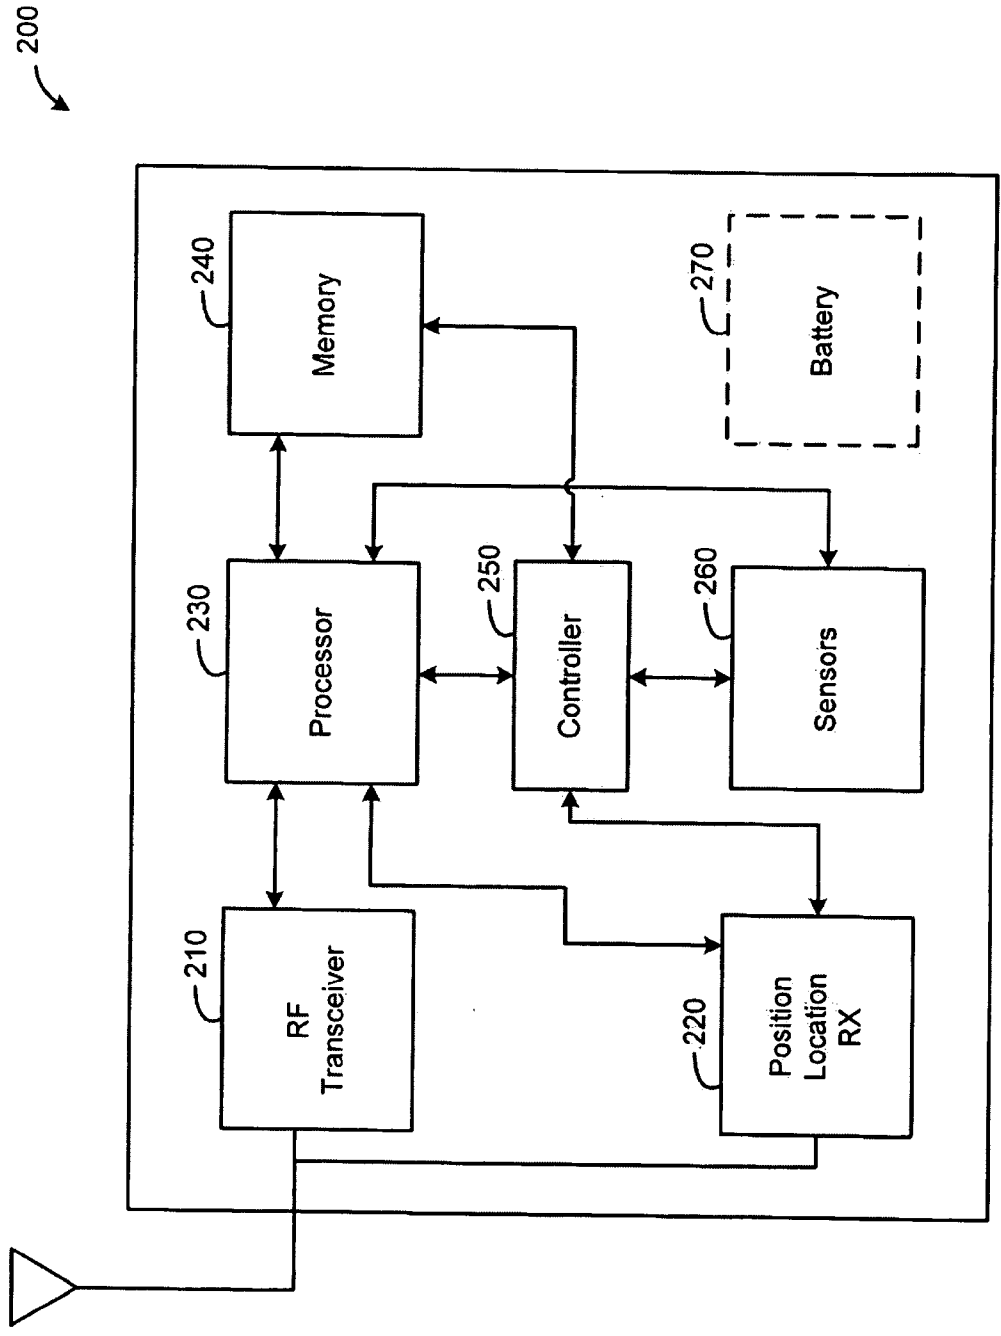 200
210
RF
Transceiver
230
Processor
240
Memory
250
Controller
220
Position
Location
RX
260
Sensors
270
Battery